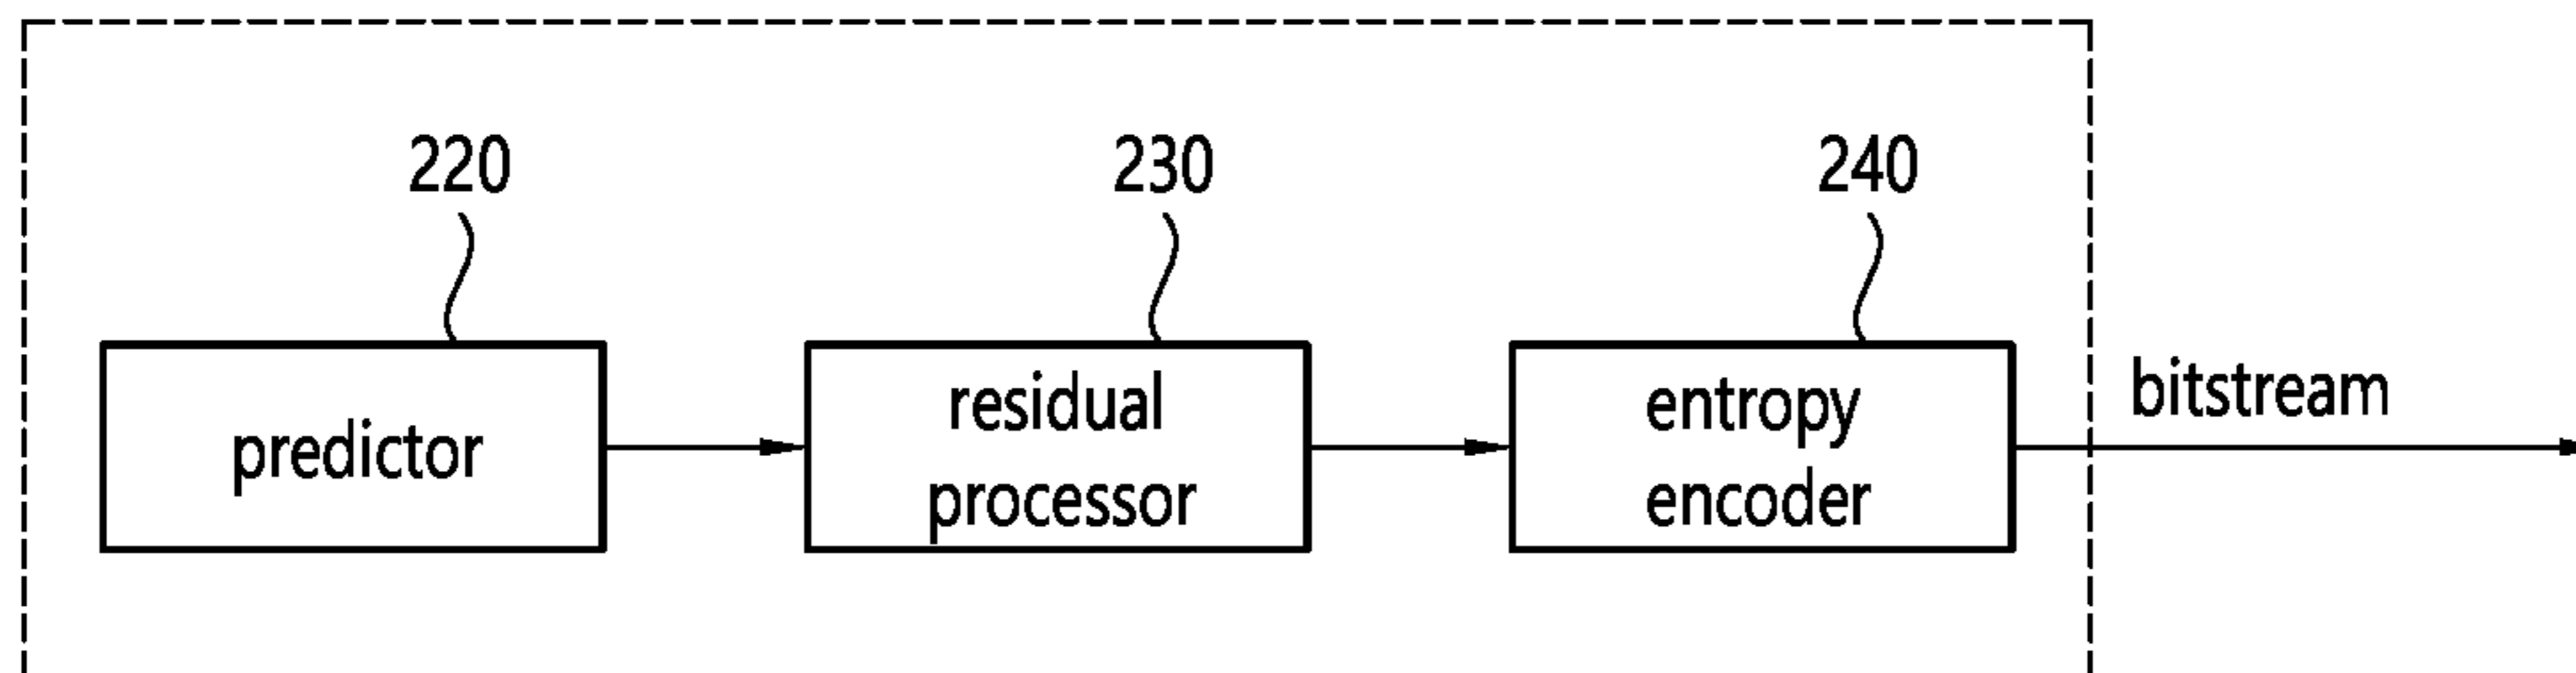 220
230
240
predictor
residual
processor
entropy
encoder
bitstream